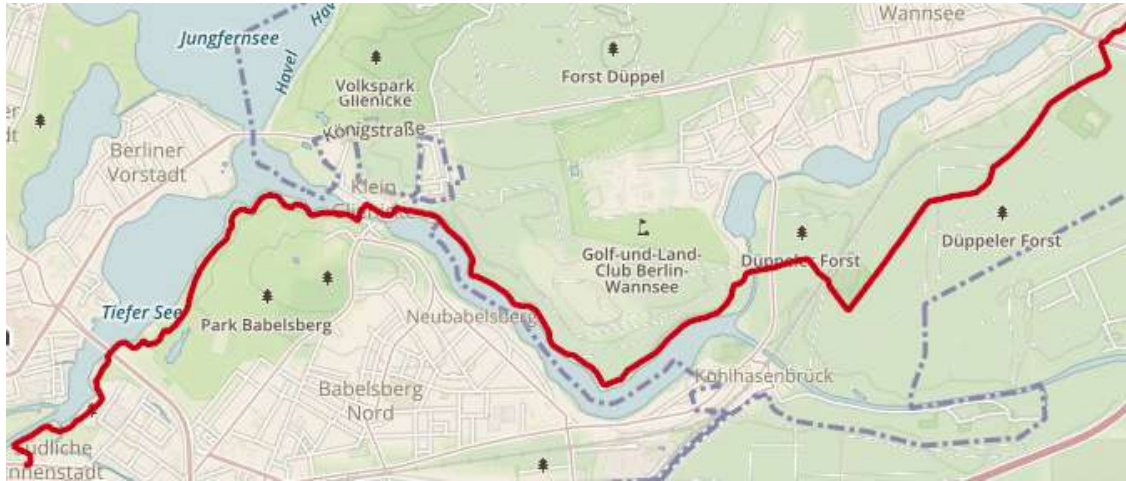 Wannsee
Jungfernsee
Havel
Volkspark
Glienicke
Forst Düppel
Königstraße
Berliner
Vorstadt
Klein
Glienicke
Düppeler Forst
Golf-und-Land-
Club Berlin-
Wannsee
Düppeler Forst
Tiefer See
Park Babelsberg
Neubabelsberg
Kohlhasenbrück
Babelsberg
Nord